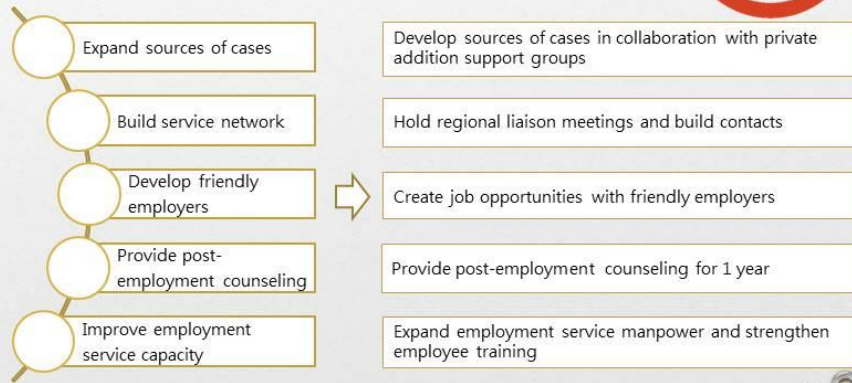 Expand sources of cases
Develop sources of cases in collaboration with private
addition support groups
Build service network
Hold regional liaison meetings and build contacts
Develop friendly
employers
Create job opportunities with friendly employers
Provide post-
employment counseling
Provide post-employment counseling for 1 year
Improve employment
service capacity
Expand employment service manpower and strengthen
employee training